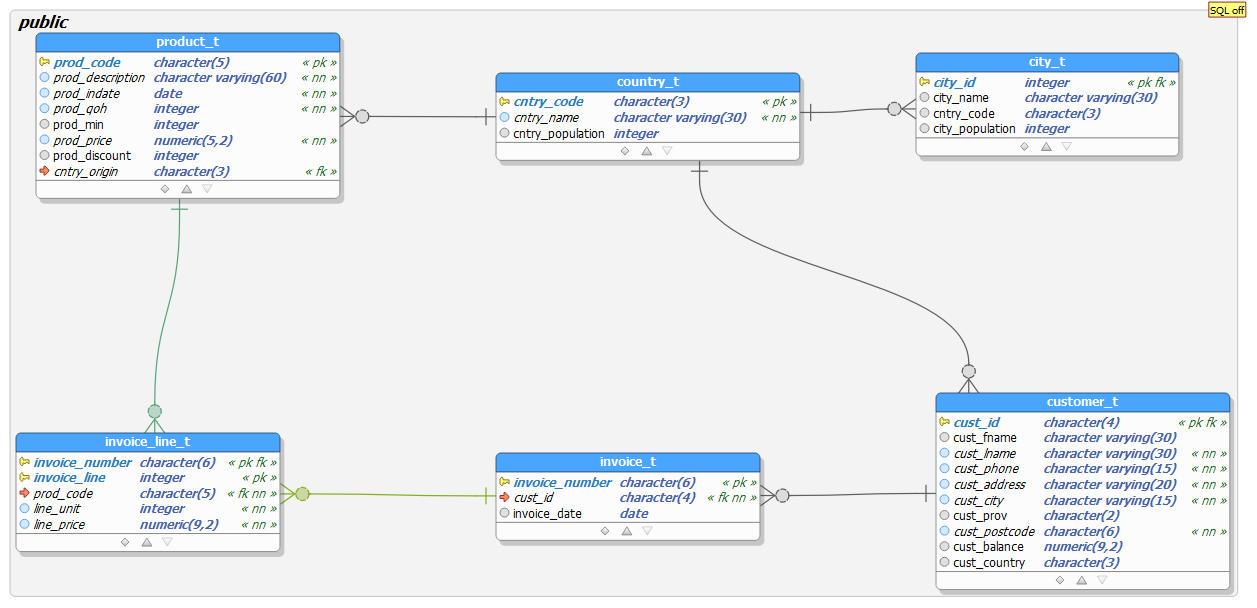 SQL off
public
product_t
prod_code character(5) « pk »
prod_description character varying(60) « nn »
prod_indate date « nn »
prod_qoh integer « nn »
prod_min integer
prod_price numeric(5,2) « nn »
prod_discount integer
cntry_origin character(3) « fk »
country_t
cntry_code character(3) « pk »
cntry_name character varying(30) « nn »
cntry_population integer
city_t
city_id integer « pk fk »
city_name character varying(30)
cntry_code character(3)
city_population integer
invoice_line_t
invoice_number character(6) « pk fk »
invoice_line integer « pk »
prod_code character(5) « fk nn »
line_unit integer « nn »
line_price numeric(9,2) « nn »
invoice_t
invoice_number character(6) « pk »
cust_id character(4) « fk nn »
invoice_date date
customer_t
cust_id character(4) « pk fk »
cust_fname character varying(30)
cust_lname character varying(30) « nn »
cust_phone character varying(15) « nn »
cust_address character varying(20) « nn »
cust_city character varying(15) « nn »
cust_prov character(2)
cust_postcode character(6) « nn »
cust_balance numeric(9,2)
cust_country character(3)